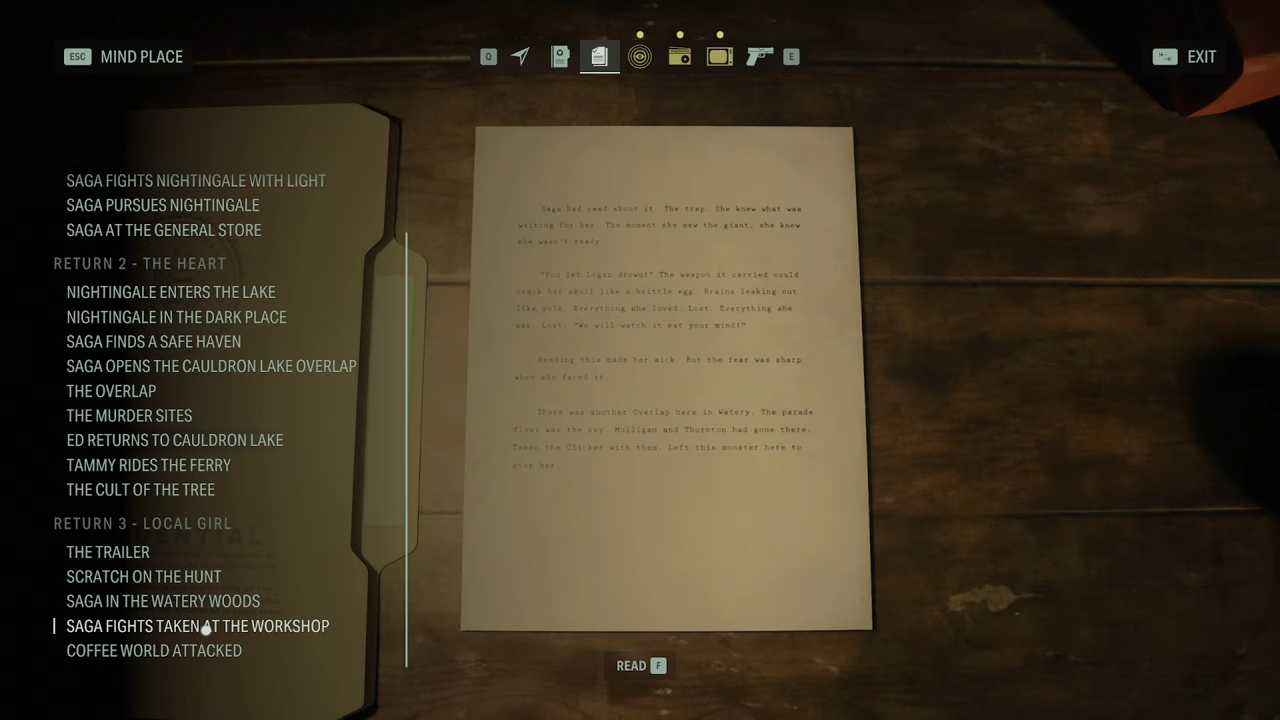 ESC MIND PLACE
Q
E
EXIT
SAGA FIGHTS NIGHTINGALE WITH LIGHT
SAGA PURSUES NIGHTINGALE
SAGA AT THE GENERAL STORE
RETURN 2 - THE HEART
NIGHTINGALE ENTERS THE LAKE
NIGHTINGALE IN THE DARK PLACE
SAGA FINDS A SAFE HAVEN
SAGA OPENS THE CAULDRON LAKE OVERLAP
THE OVERLAP
THE MURDER SITES
ED RETURNS TO CAULDRON LAKE
TAMMY RIDES THE FERRY
THE CULT OF THE TREE
RETURN 3 - LOCAL GIRL
THE TRAILER
SCRATCH ON THE HUNT
SAGA IN THE WATERY WOODS
SAGA FIGHTS TAKEN AT THE WORKSHOP
COFFEE WORLD ATTACKED
Saga had read about it. The trap. She knew what was
waiting for her. The moment she saw the giant, she knew
she wasn't ready.
"You let Logan drown!" The weapon it carried could
crack her skull like a brittle egg. Brains leaking out
like yolk. Everything she loved. Lost. Everything she
was. Lost. "We will watch it eat your mind!"
Reading this made her sick. But the fear was sharp
when she faced it.
There was another Overlap here in Watery. The parade
float was the key. Mulligan and Thornton had gone there.
Taken the Clicker with them. Left this monster here to
stop her.
READ F